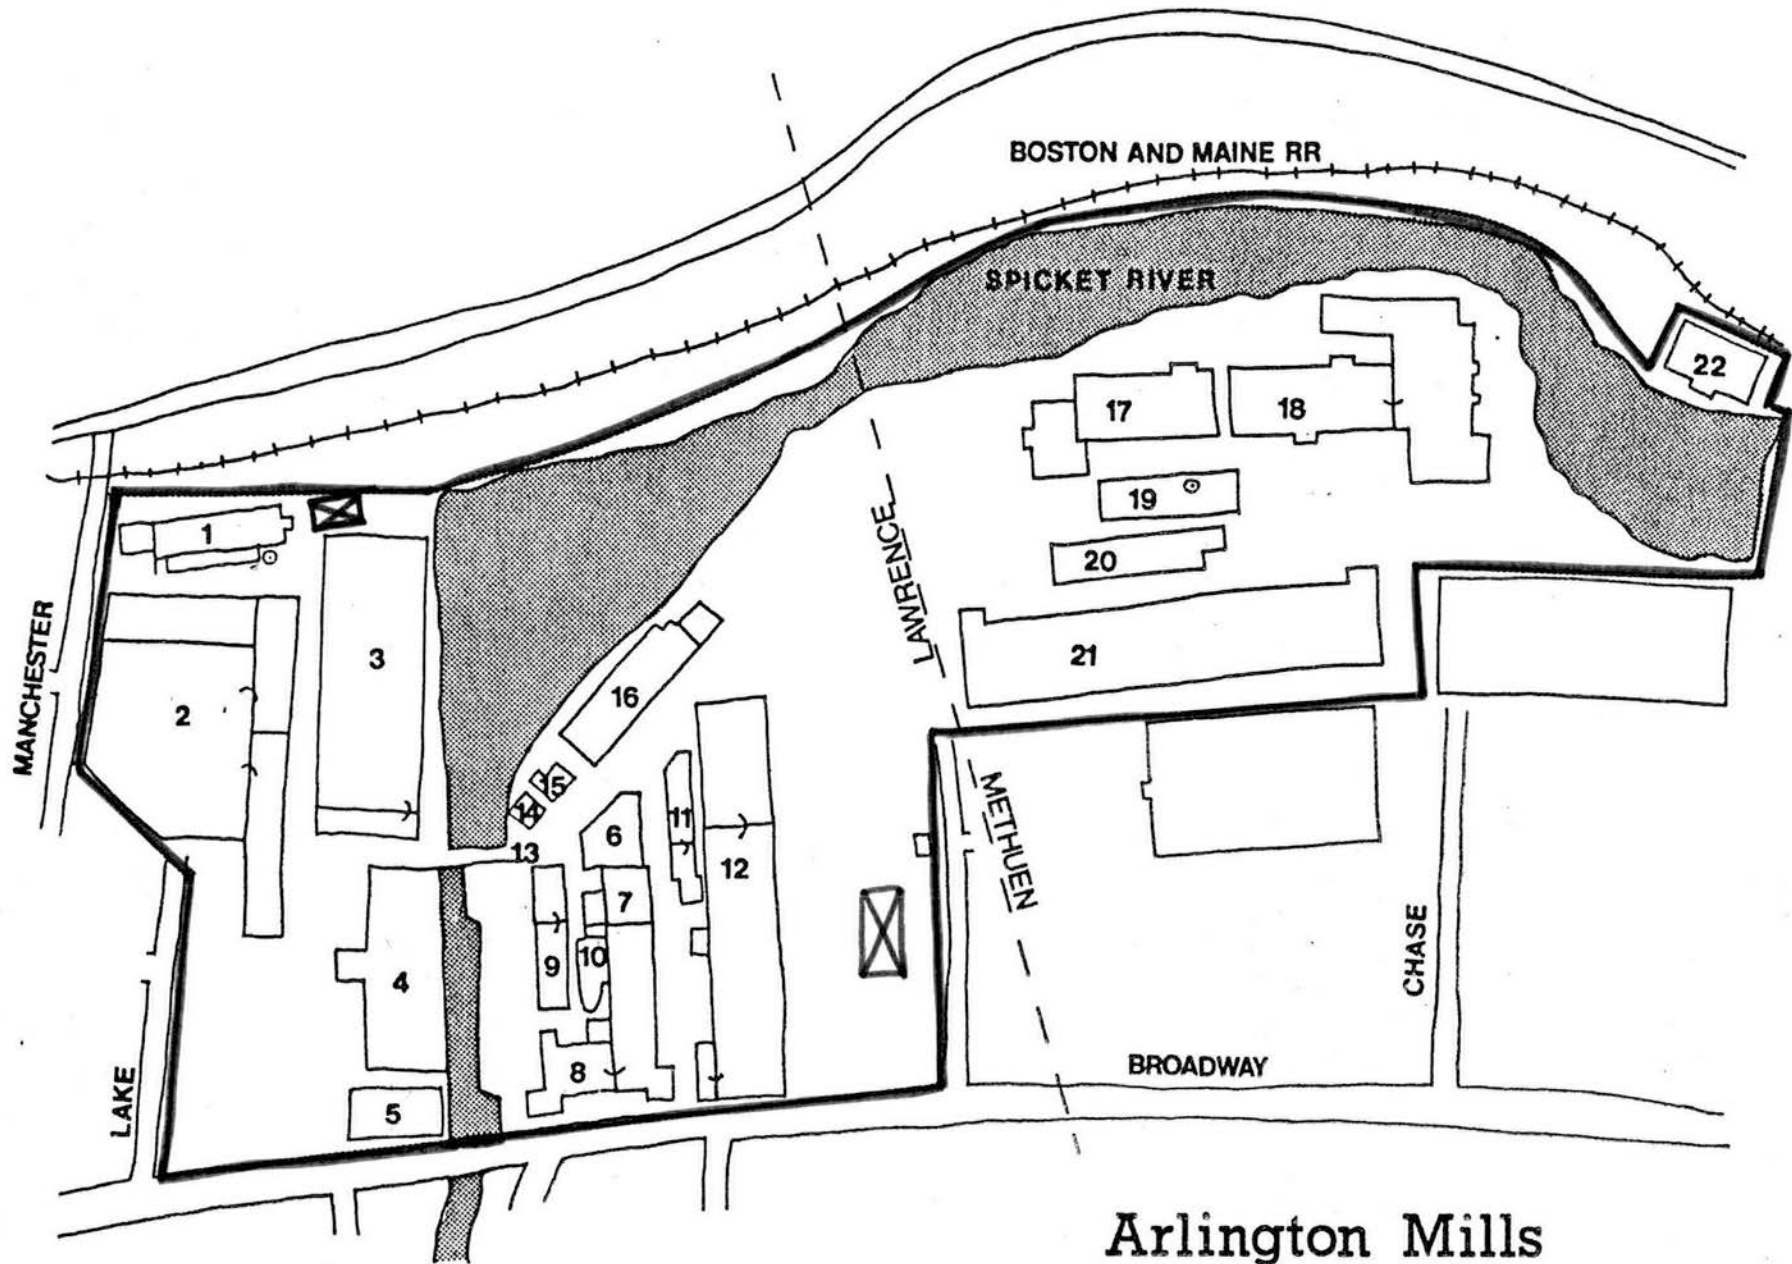 BOSTON AND MAINE RR
SPICKET RIVER
22
17
18
1
19
MANCHESTER
LAWRENCE
20
3
21
2
16
15
14
METHUEN
11
6
13
12
7
9
10
4
CHASE
8
BROADWAY
LAKE
5
Arlington Mills